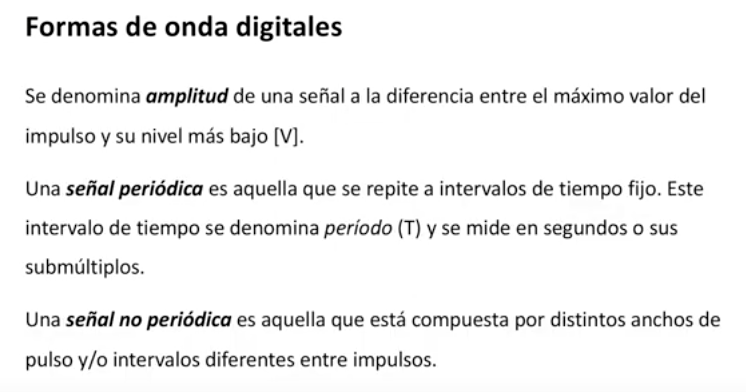 Formas de onda digitales
Se denomina amplitud de una señal a la diferencia entre el máximo valor del
impulso y su nivel más bajo [V].
Una señal periódica es aquella que se repite a intervalos de tiempo fijo. Este
intervalo de tiempo se denomina período (T) y se mide en segundos o sus
submúltiplos.
Una señal no periódica es aquella que está compuesta por distintos anchos de
pulso y/o intervalos diferentes entre impulsos.